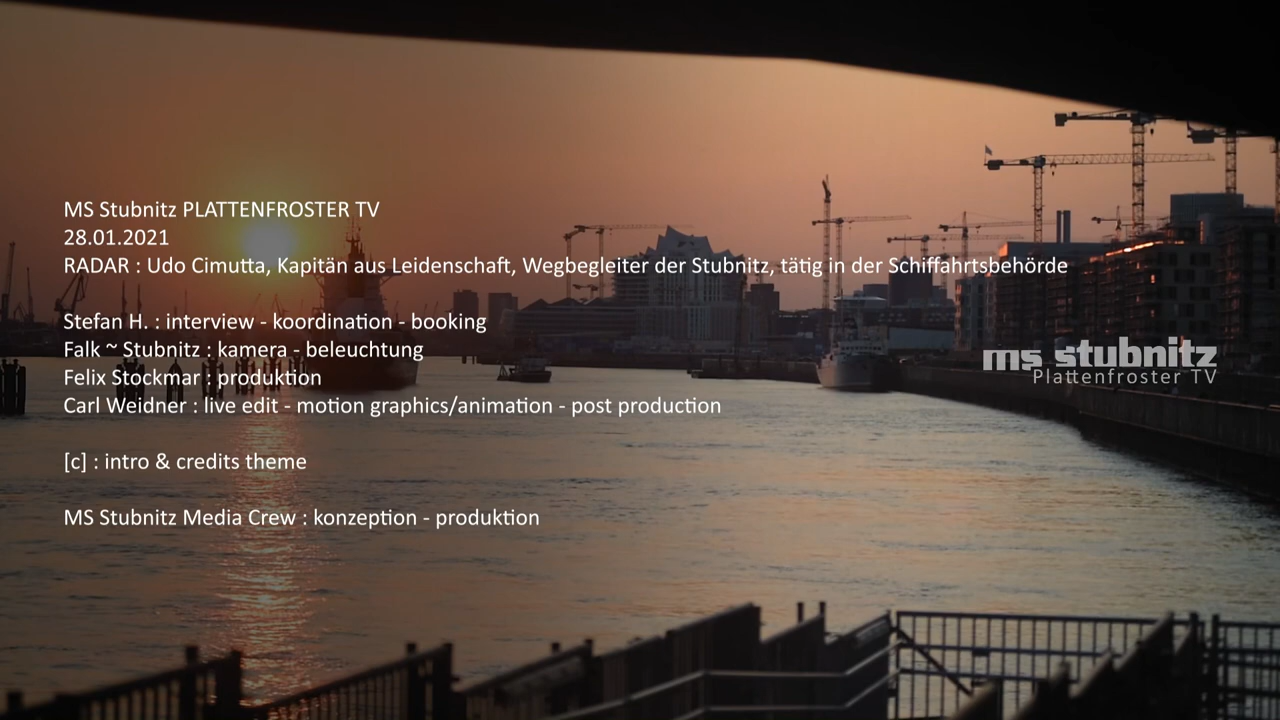 MS Stubnitz PLATTENFROSTER TV
28.01.2021
RADAR : Udo Cimutta, Kapitän aus Leidenschaft, Wegbegleiter der Stubnitz, tätig in der Schiffahrtsbehörde
Stefan H. : interview - koordination - booking
Falk ~ Stubnitz : kamera - beleuchtung
Felix Stockmar : produktion
Carl Weidner : live edit - motion graphics/animation - post production
[c] : intro & credits theme
MS Stubnitz Media Crew : konzeption - produktion
ms stubnitz
Plattenfroster TV